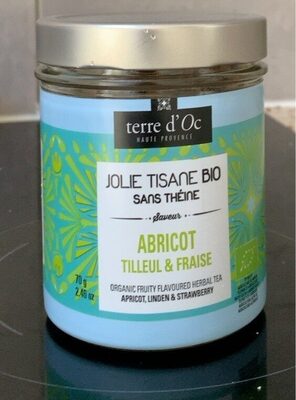 terre d'Oc
HAUTE PROVENCE
JOLIE TISANE BIO
SANS THÉINE
Saveur
ABRICOT
TILLEUL & FRAISE
70 g
2.46 oz
ORGANIC FRUITY FLAVOURED HERBAL TEA
APRICOT, LINDEN & STRAWBERRY